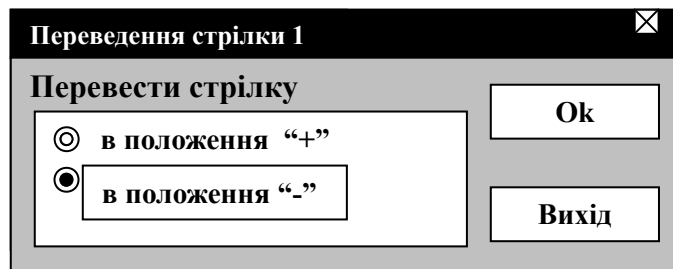 Переведення стрілки 1
Перевести стрілку
в положення “+”
в положення “-”
Ok
Вихід